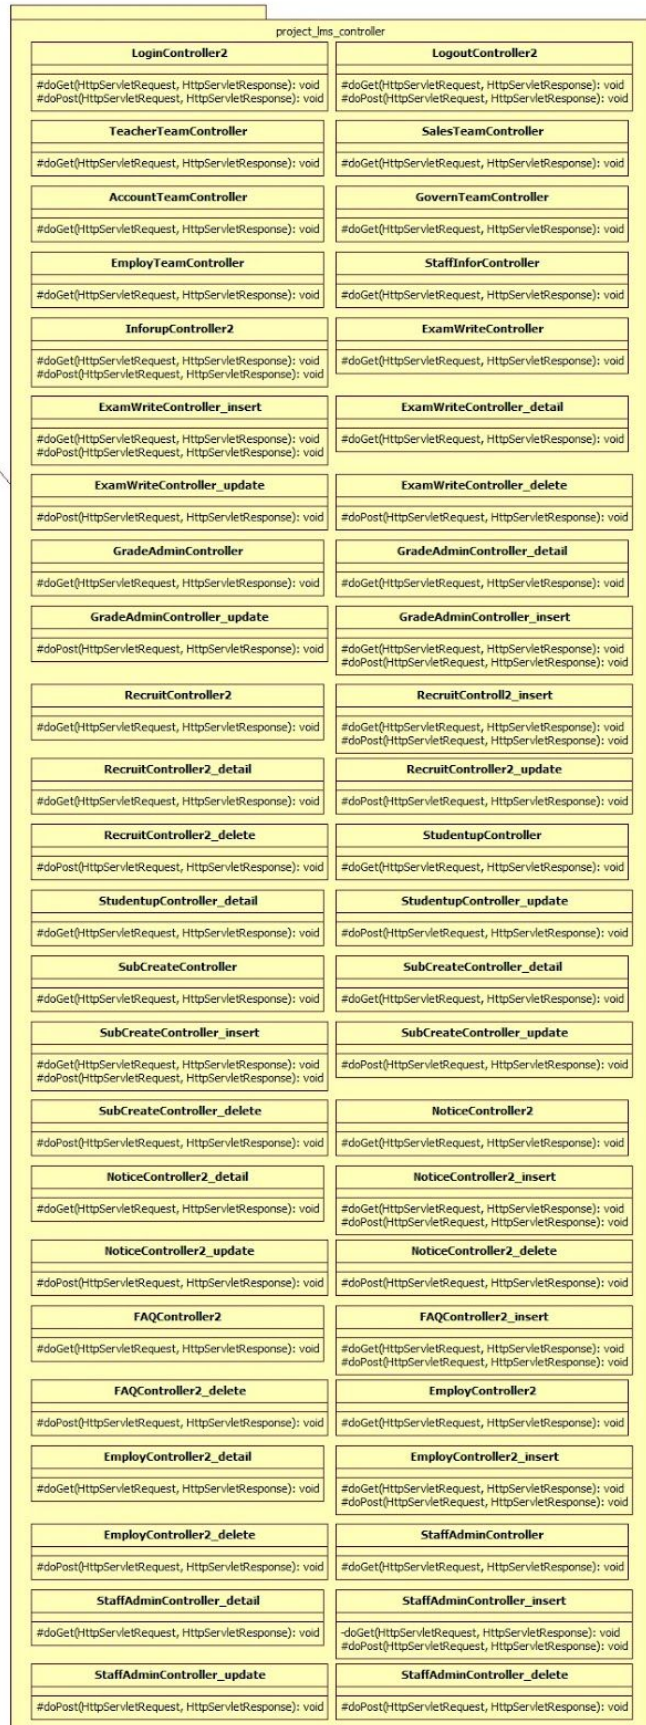 project_lms_controller
LoginController2
#doGet(HttpServletRequest, HttpServletResponse): void
#doPost(HttpServletRequest, HttpServletResponse): void
LogoutController2
#doGet(HttpServletRequest, HttpServletResponse): void
#doPost(HttpServletRequest, HttpServletResponse): void
TeacherTeamController
#doGet(HttpServletRequest, HttpServletResponse): void
SalesTeamController
#doGet(HttpServletRequest, HttpServletResponse): void
AccountTeamController
#doGet(HttpServletRequest, HttpServletResponse): void
GovernTeamController
#doGet(HttpServletRequest, HttpServletResponse): void
EmployTeamController
#doGet(HttpServletRequest, HttpServletResponse): void
StaffInforController
#doGet(HttpServletRequest, HttpServletResponse): void
InforupController2
#doGet(HttpServletRequest, HttpServletResponse): void
#doPost(HttpServletRequest, HttpServletResponse): void
ExamWriteController
#doGet(HttpServletRequest, HttpServletResponse): void
ExamWriteController_insert
#doGet(HttpServletRequest, HttpServletResponse): void
#doPost(HttpServletRequest, HttpServletResponse): void
ExamWriteController_detail
#doGet(HttpServletRequest, HttpServletResponse): void
ExamWriteController_update
#doPost(HttpServletRequest, HttpServletResponse): void
ExamWriteController_delete
#doPost(HttpServletRequest, HttpServletResponse): void
GradeAdminController
#doGet(HttpServletRequest, HttpServletResponse): void
GradeAdminController_detail
#doGet(HttpServletRequest, HttpServletResponse): void
GradeAdminController_update
#doPost(HttpServletRequest, HttpServletResponse): void
GradeAdminController_insert
#doGet(HttpServletRequest, HttpServletResponse): void
#doPost(HttpServletRequest, HttpServletResponse): void
RecruitController2
#doGet(HttpServletRequest, HttpServletResponse): void
RecruitControll2_insert
#doGet(HttpServletRequest, HttpServletResponse): void
#doPost(HttpServletRequest, HttpServletResponse): void
RecruitController2_detail
#doGet(HttpServletRequest, HttpServletResponse): void
RecruitController2_update
#doPost(HttpServletRequest, HttpServletResponse): void
RecruitController2_delete
#doPost(HttpServletRequest, HttpServletResponse): void
StudentupController
#doGet(HttpServletRequest, HttpServletResponse): void
StudentupController_detail
#doGet(HttpServletRequest, HttpServletResponse): void
StudentupController_update
#doPost(HttpServletRequest, HttpServletResponse): void
SubCreateController
#doGet(HttpServletRequest, HttpServletResponse): void
SubCreateController_detail
#doGet(HttpServletRequest, HttpServletResponse): void
SubCreateController_insert
#doGet(HttpServletRequest, HttpServletResponse): void
#doPost(HttpServletRequest, HttpServletResponse): void
SubCreateController_update
#doPost(HttpServletRequest, HttpServletResponse): void
SubCreateController_delete
#doPost(HttpServletRequest, HttpServletResponse): void
NoticeController2
#doGet(HttpServletRequest, HttpServletResponse): void
NoticeController2_detail
#doGet(HttpServletRequest, HttpServletResponse): void
NoticeController2_insert
#doGet(HttpServletRequest, HttpServletResponse): void
#doPost(HttpServletRequest, HttpServletResponse): void
NoticeController2_update
#doPost(HttpServletRequest, HttpServletResponse): void
NoticeController2_delete
#doPost(HttpServletRequest, HttpServletResponse): void
FAQController2
#doGet(HttpServletRequest, HttpServletResponse): void
FAQController2_insert
#doGet(HttpServletRequest, HttpServletResponse): void
#doPost(HttpServletRequest, HttpServletResponse): void
FAQController2_delete
#doPost(HttpServletRequest, HttpServletResponse): void
EmployController2
#doGet(HttpServletRequest, HttpServletResponse): void
EmployController2_detail
#doGet(HttpServletRequest, HttpServletResponse): void
EmployController2_insert
#doGet(HttpServletRequest, HttpServletResponse): void
#doPost(HttpServletRequest, HttpServletResponse): void
EmployController2_delete
#doPost(HttpServletRequest, HttpServletResponse): void
StaffAdminController
#doGet(HttpServletRequest, HttpServletResponse): void
StaffAdminController_detail
#doGet(HttpServletRequest, HttpServletResponse): void
StaffAdminController_insert
-doGet(HttpServletRequest, HttpServletResponse): void
#doPost(HttpServletRequest, HttpServletResponse): void
StaffAdminController_update
#doPost(HttpServletRequest, HttpServletResponse): void
StaffAdminController_delete
#doPost(HttpServletRequest, HttpServletResponse): void